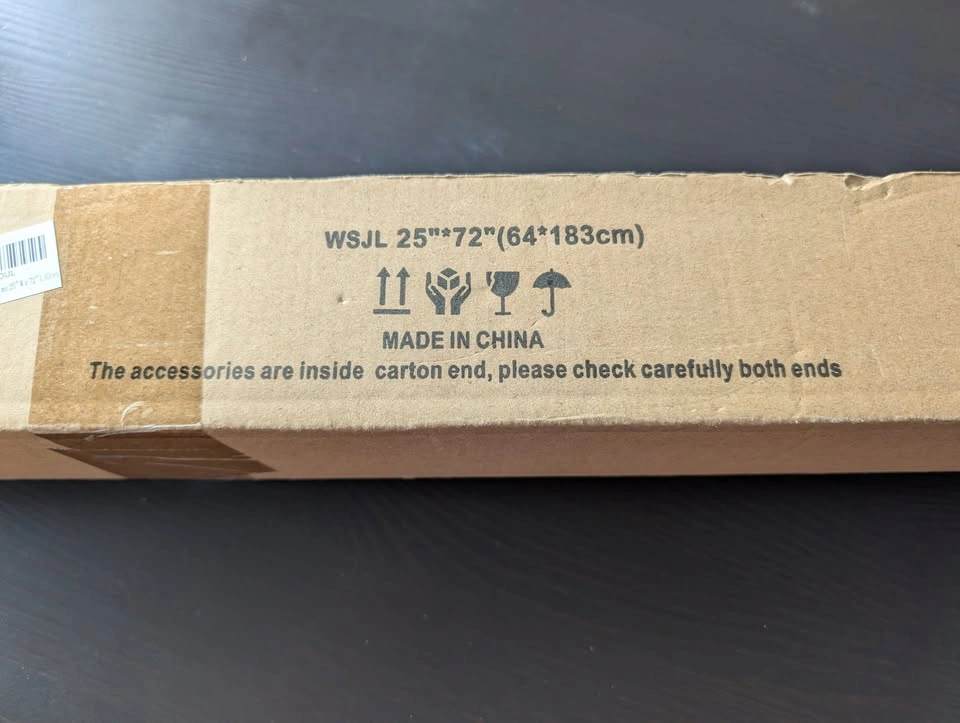 WSJL 25"*72"(64*183cm)
MADE IN CHINA
The accessories are inside carton end, please check carefully both ends